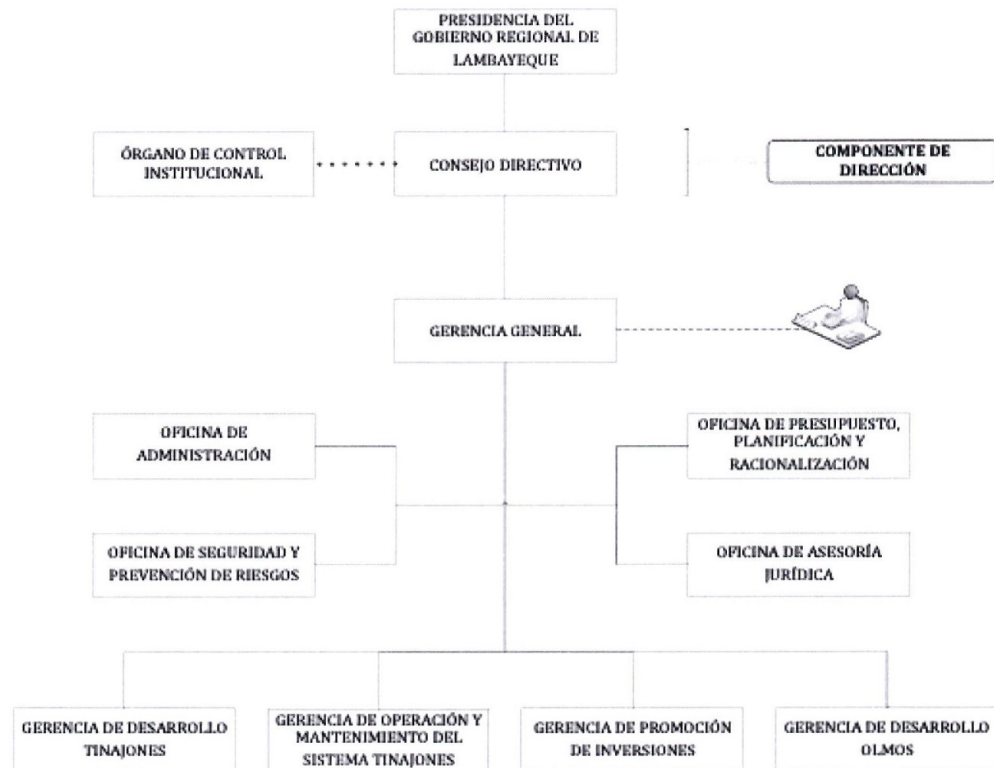 PRESIDENCIA DEL
GOBIERNO REGIONAL DE
LAMBAYEQUE
ÓRGANO DE CONTROL
INSTITUCIONAL
CONSEJO DIRECTIVO
COMPONENTE DE
DIRECCIÓN
GERENCIA GENERAL
OFICINA DE
ADMINISTRACIÓN
OFICINA DE PRESUPUESTO,
PLANIFICACIÓN Y
RACIONALIZACIÓN
OFICINA DE SEGURIDAD Y
PREVENCIÓN DE RIESGOS
OFICINA DE ASESORÍA
JURÍDICA
GERENCIA DE DESARROLLO
TINAJONES
GERENCIA DE OPERACIÓN Y
MANTENIMIENTO DEL
SISTEMA TINAJONES
GERENCIA DE PROMOCIÓN
DE INVERSIONES
GERENCIA DE DESARROLLO
OLMOS